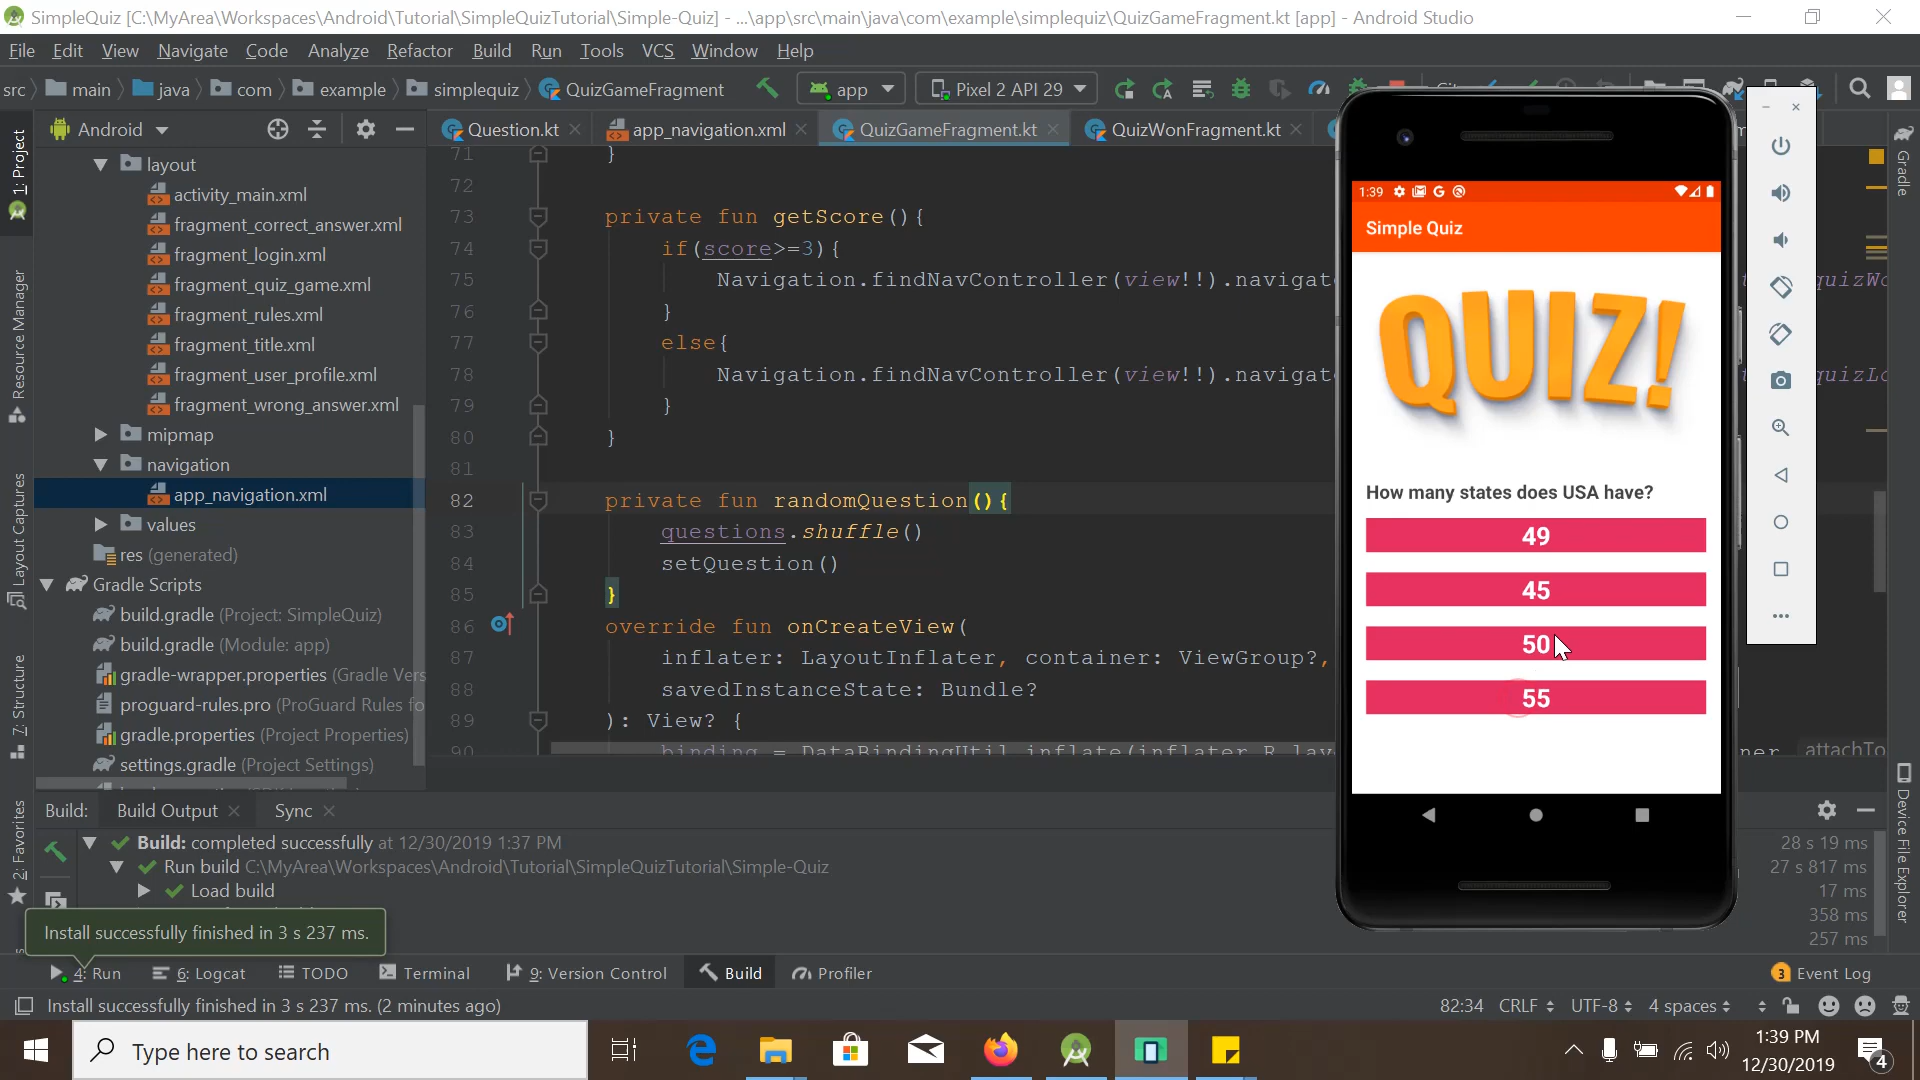 SimpleQuiz [C:\MyArea\Workspaces\Android\Tutorial\SimpleQuizTutorial\Simple-Quiz] - ...\app\src\main\java\com\example\simplequiz\QuizGameFragment.kt [app] - Android Studio
File Edit View Navigate Code Analyze Refactor Build Run Tools VCS Window Help
src main java com example simplequiz QuizGameFragment app Pixel 2 API 29
Android Question.kt app_navigation.xml QuizGameFragment.kt QuizWonFragment.kt
1: Project
Resource Manager
Layout Captures
7: Structure
2: Favorites
layout
activity_main.xml
fragment_correct_answer.xml
fragment_login.xml
fragment_quiz_game.xml
fragment_rules.xml
fragment_title.xml
fragment_user_profile.xml
fragment_wrong_answer.xml
mipmap
navigation
app_navigation.xml
values
res (generated)
Gradle Scripts
build.gradle (Project: SimpleQuiz)
build.gradle (Module: app)
gradle-wrapper.properties (Gradle Vers
proguard-rules.pro (ProGuard Rules fo
gradle.properties (Project Properties)
settings.gradle (Project Settings)
71 }
72
73 private fun getScore(){
74 if(score>=3){
75 Navigation.findNavController(view!!).navigat quizWo
76 }
77 else{
78 Navigation.findNavController(view!!).navigat quizLo
79 }
80 }
81
82 private fun randomQuestion(){
83 questions.shuffle()
84 setQuestion()
85 }
86 override fun onCreateView(
87 inflater: LayoutInflater, container: ViewGroup?,
88 savedInstanceState: Bundle?
89 ): View? {
90 binding = DataBindingUtil.inflate(inflater,R.lay attachTo
1:39
Simple Quiz
QUIZ!
How many states does USA have?
49
45
50
55
Gradle
Device File Explorer
Build: Build Output Sync
Build: completed successfully at 12/30/2019 1:37 PM 28 s 19 ms
Run build C:\MyArea\Workspaces\Android\Tutorial\SimpleQuizTutorial\Simple-Quiz 27 s 817 ms
Load build 17 ms
358 ms
257 ms
Install successfully finished in 3 s 237 ms.
4: Run 6: Logcat TODO Terminal 9: Version Control Build Profiler 3 Event Log
Install successfully finished in 3 s 237 ms. (2 minutes ago) 82:34 CRLF UTF-8 4 spaces
Type here to search
1:39 PM
12/30/2019
4